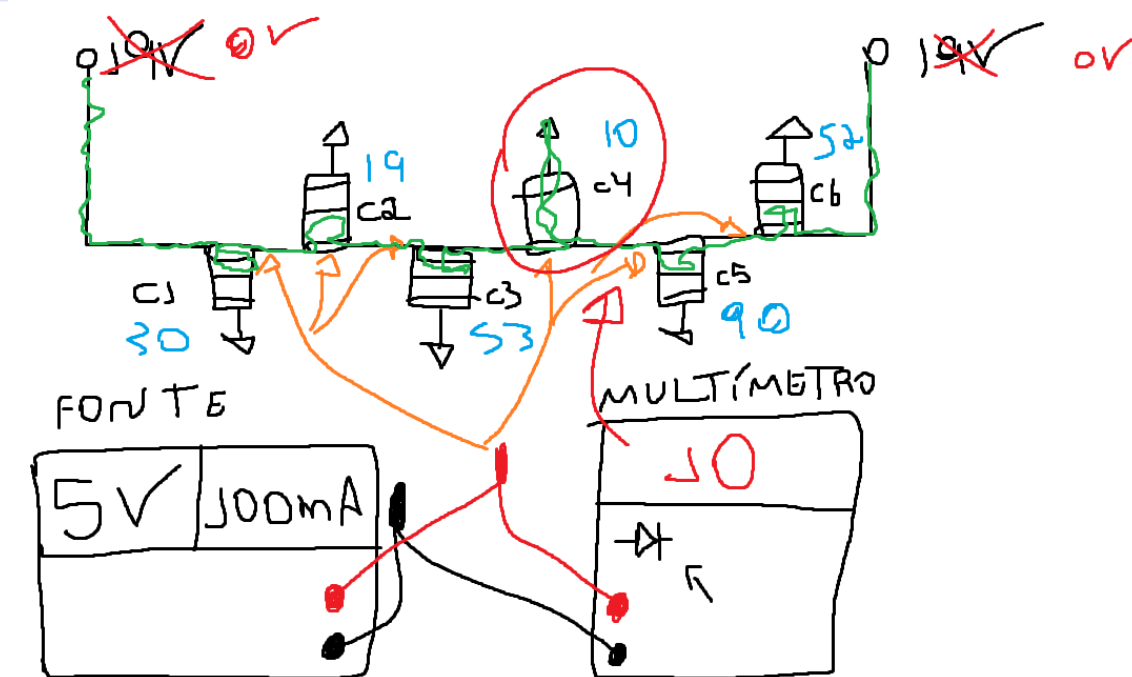 19V 0V
19V 0V
19
C2
10
C4
52
C6
C1
30
C3
53
C5
90
FONTE
5V 100mA
MULTÍMETRO
10